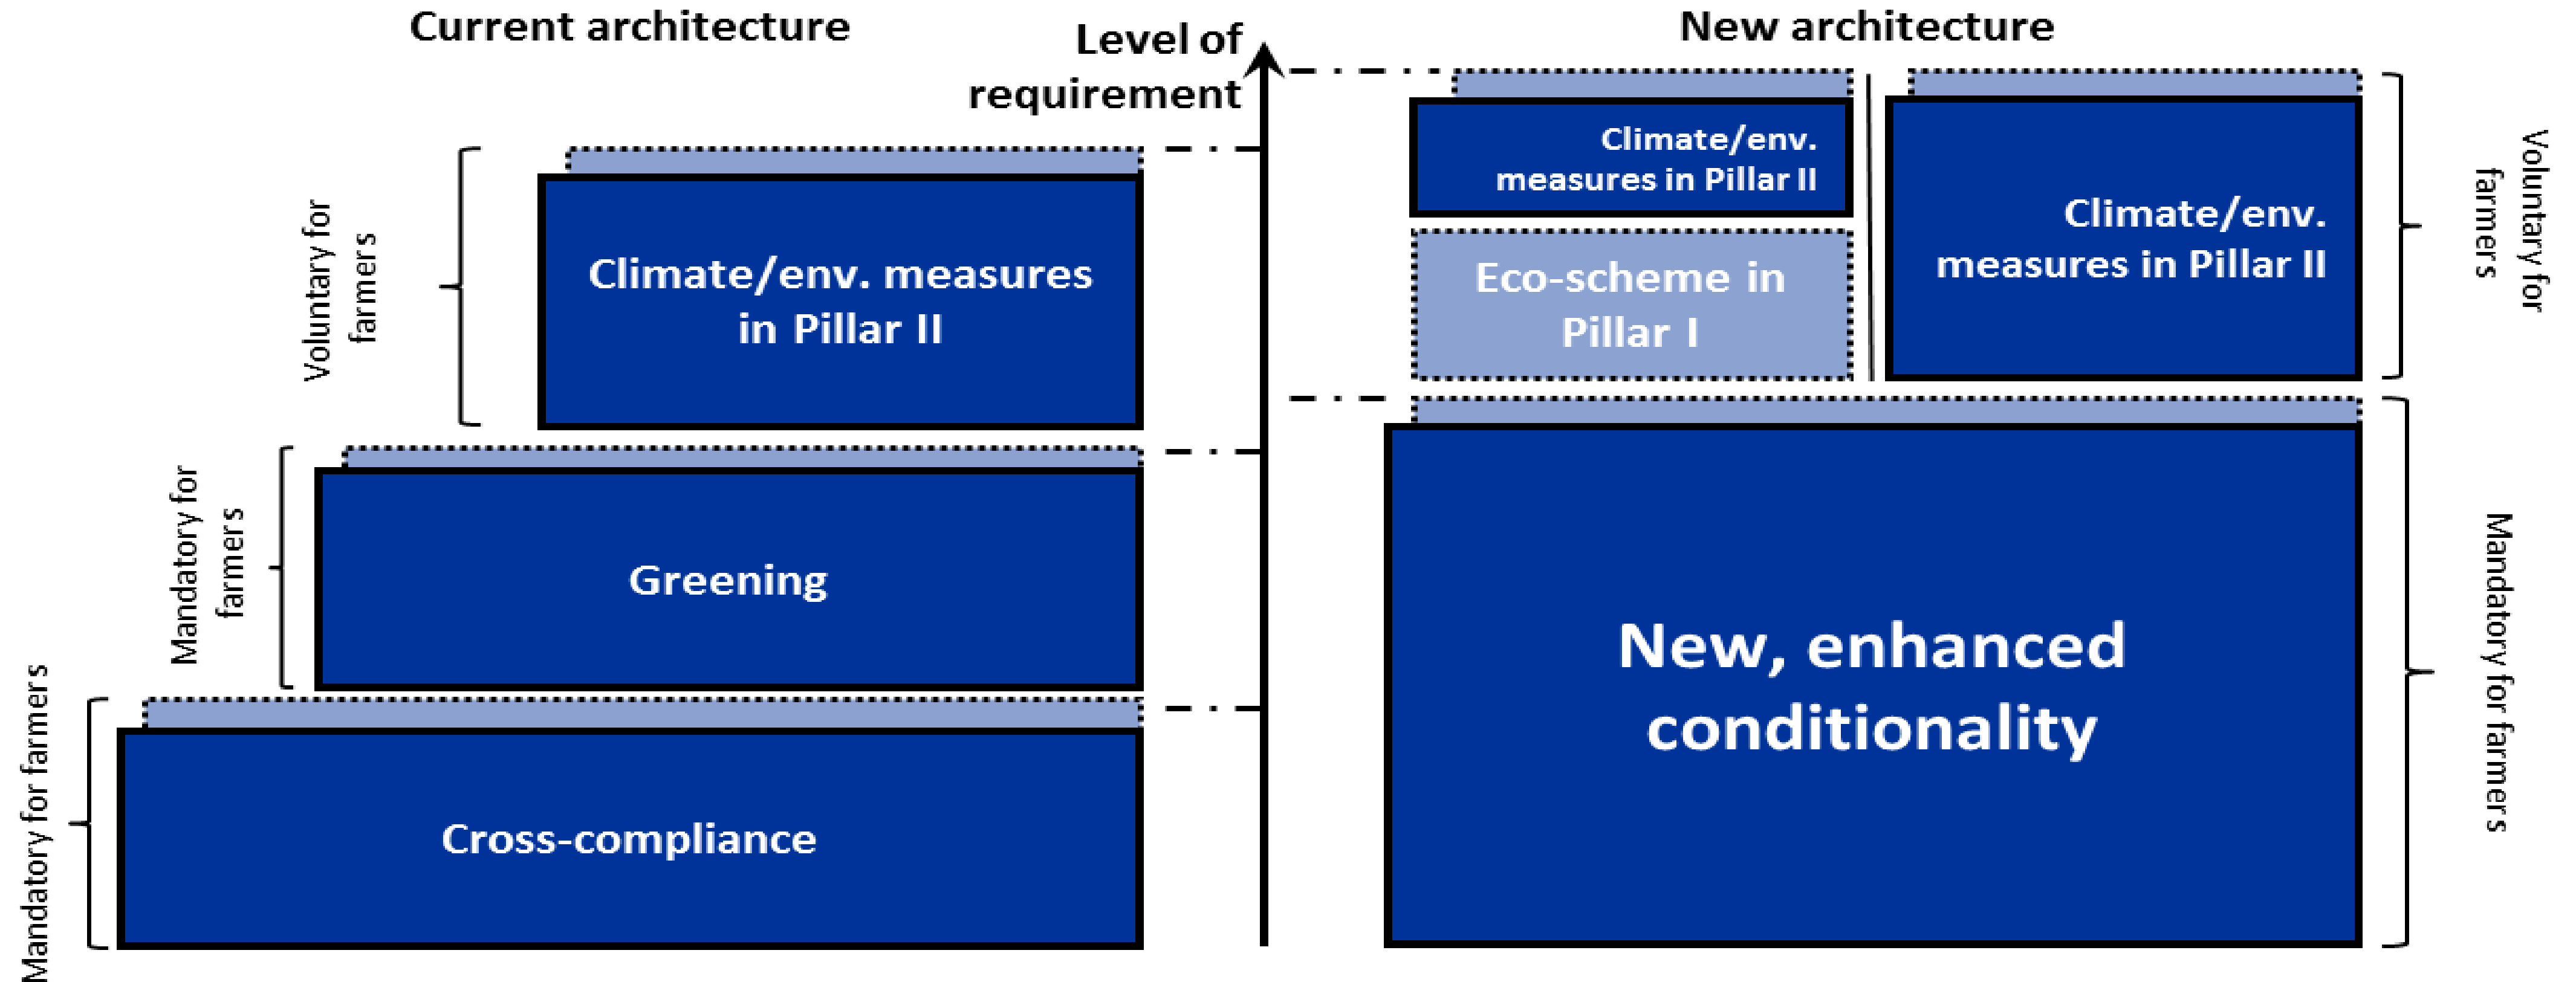 Current architecture
Level of
requirement
New architecture
Voluntary for
farmers
Climate/env. measures
in Pillar II
Mandatory for
farmers
Greening
Mandatory for farmers
Cross-compliance
Climate/env.
measures in Pillar II
Eco-scheme in
Pillar I
Climate/env.
measures in Pillar II
Voluntary for
farmers
New, enhanced
conditionality
Mandatory for farmers